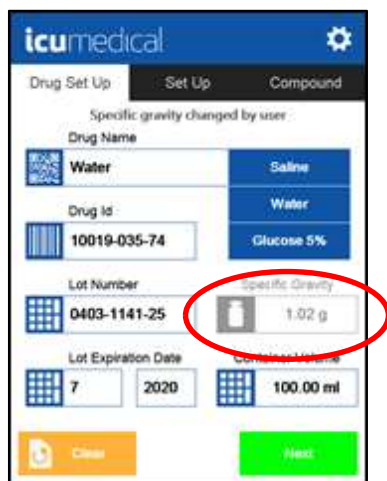 icumedical
Drug Set Up Set Up Compound
Specific gravity changed by user
Drug Name
Water Saline
Drug Id Water
10019-035-74 Glucose 5%
Lot Number Specific Gravity
0403-1141-25 1.02 g
Lot Expiration Date Container Volume
7 2020 100.00 ml
Clear Next